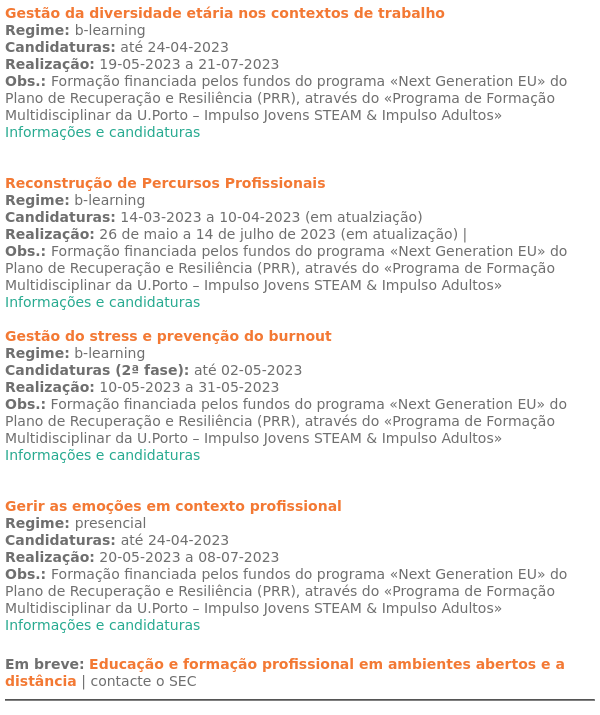 Gestão da diversidade etária nos contextos de trabalho
Regime: b-learning
Candidaturas: até 24-04-2023
Realização: 19-05-2023 a 21-07-2023
Obs.: Formação financiada pelos fundos do programa «Next Generation EU» do
Plano de Recuperação e Resiliência (PRR), através do «Programa de Formação
Multidisciplinar da U.Porto – Impulso Jovens STEAM & Impulso Adultos»
Informações e candidaturas
Reconstrução de Percursos Profissionais
Regime: b-learning
Candidaturas: 14-03-2023 a 10-04-2023 (em atualziação)
Realização: 26 de maio a 14 de julho de 2023 (em atualização) |
Obs.: Formação financiada pelos fundos do programa «Next Generation EU» do
Plano de Recuperação e Resiliência (PRR), através do «Programa de Formação
Multidisciplinar da U.Porto – Impulso Jovens STEAM & Impulso Adultos»
Informações e candidaturas
Gestão do stress e prevenção do burnout
Regime: b-learning
Candidaturas (2ª fase): até 02-05-2023
Realização: 10-05-2023 a 31-05-2023
Obs.: Formação financiada pelos fundos do programa «Next Generation EU» do
Plano de Recuperação e Resiliência (PRR), através do «Programa de Formação
Multidisciplinar da U.Porto – Impulso Jovens STEAM & Impulso Adultos»
Informações e candidaturas
Gerir as emoções em contexto profissional
Regime: presencial
Candidaturas: até 24-04-2023
Realização: 20-05-2023 a 08-07-2023
Obs.: Formação financiada pelos fundos do programa «Next Generation EU» do
Plano de Recuperação e Resiliência (PRR), através do «Programa de Formação
Multidisciplinar da U.Porto – Impulso Jovens STEAM & Impulso Adultos»
Informações e candidaturas
Em breve: Educação e formação profissional em ambientes abertos e a
distância | contacte o SEC